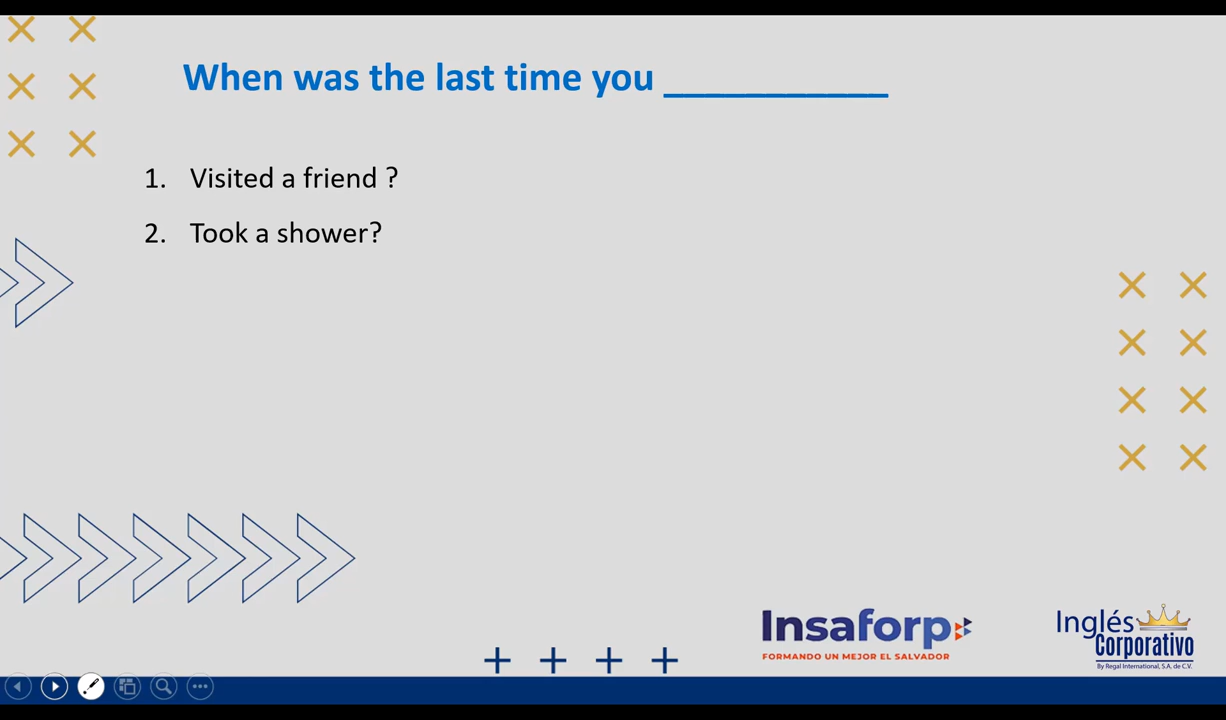 When was the last time you ___________
1. Visited a friend ?
2. Took a shower?
Insaforp
FORMANDO UN MEJOR EL SALVADOR
Inglés
Corporativo
By Regal International, S.A. de C.V.